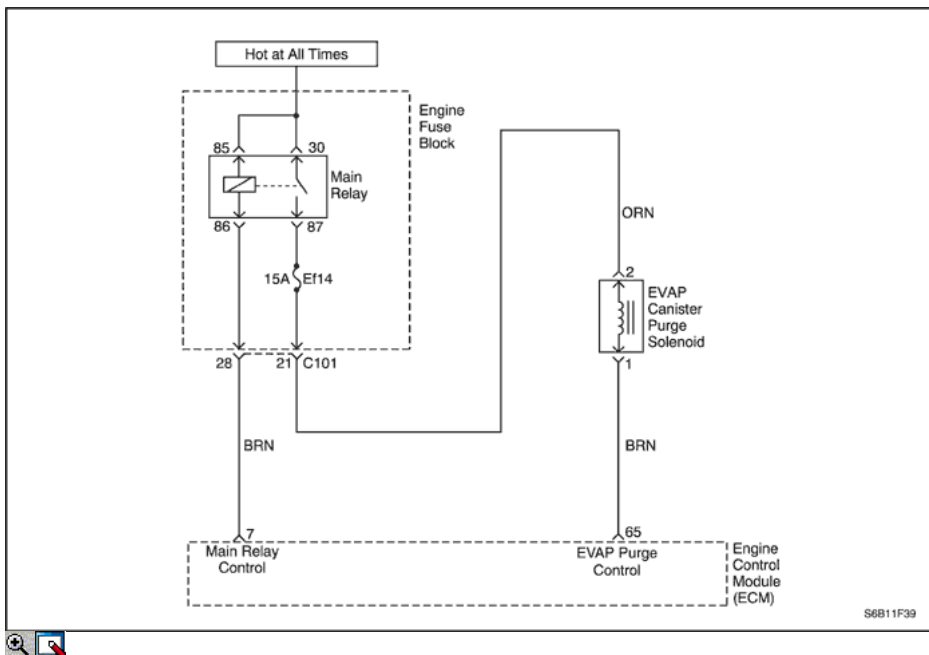 Hot at All Times
Engine
Fuse
Block
85
30
Main
Relay
86
87
15A
Ef14
28
21
C101
BRN
ORN
2
EVAP
Canister
Purge
Solenoid
1
BRN
7
65
Main Relay
Control
EVAP Purge
Control
Engine
Control
Module
(ECM)
S6B11F39